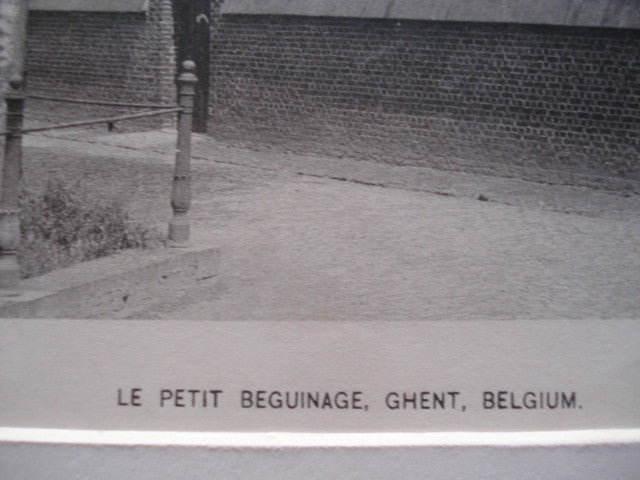 LE PETIT BEGUINAGE, GHENT, BELGIUM.